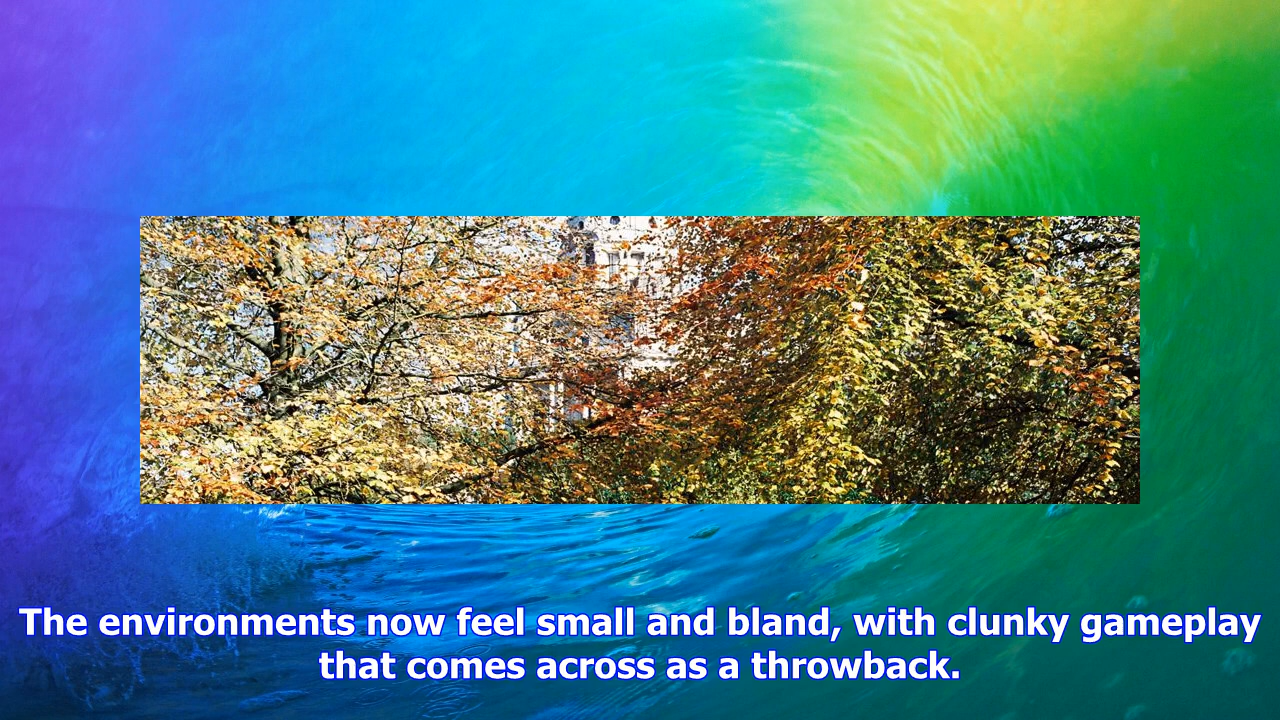 The environments now feel small and bland, with clunky gameplay
that comes across as a throwback.